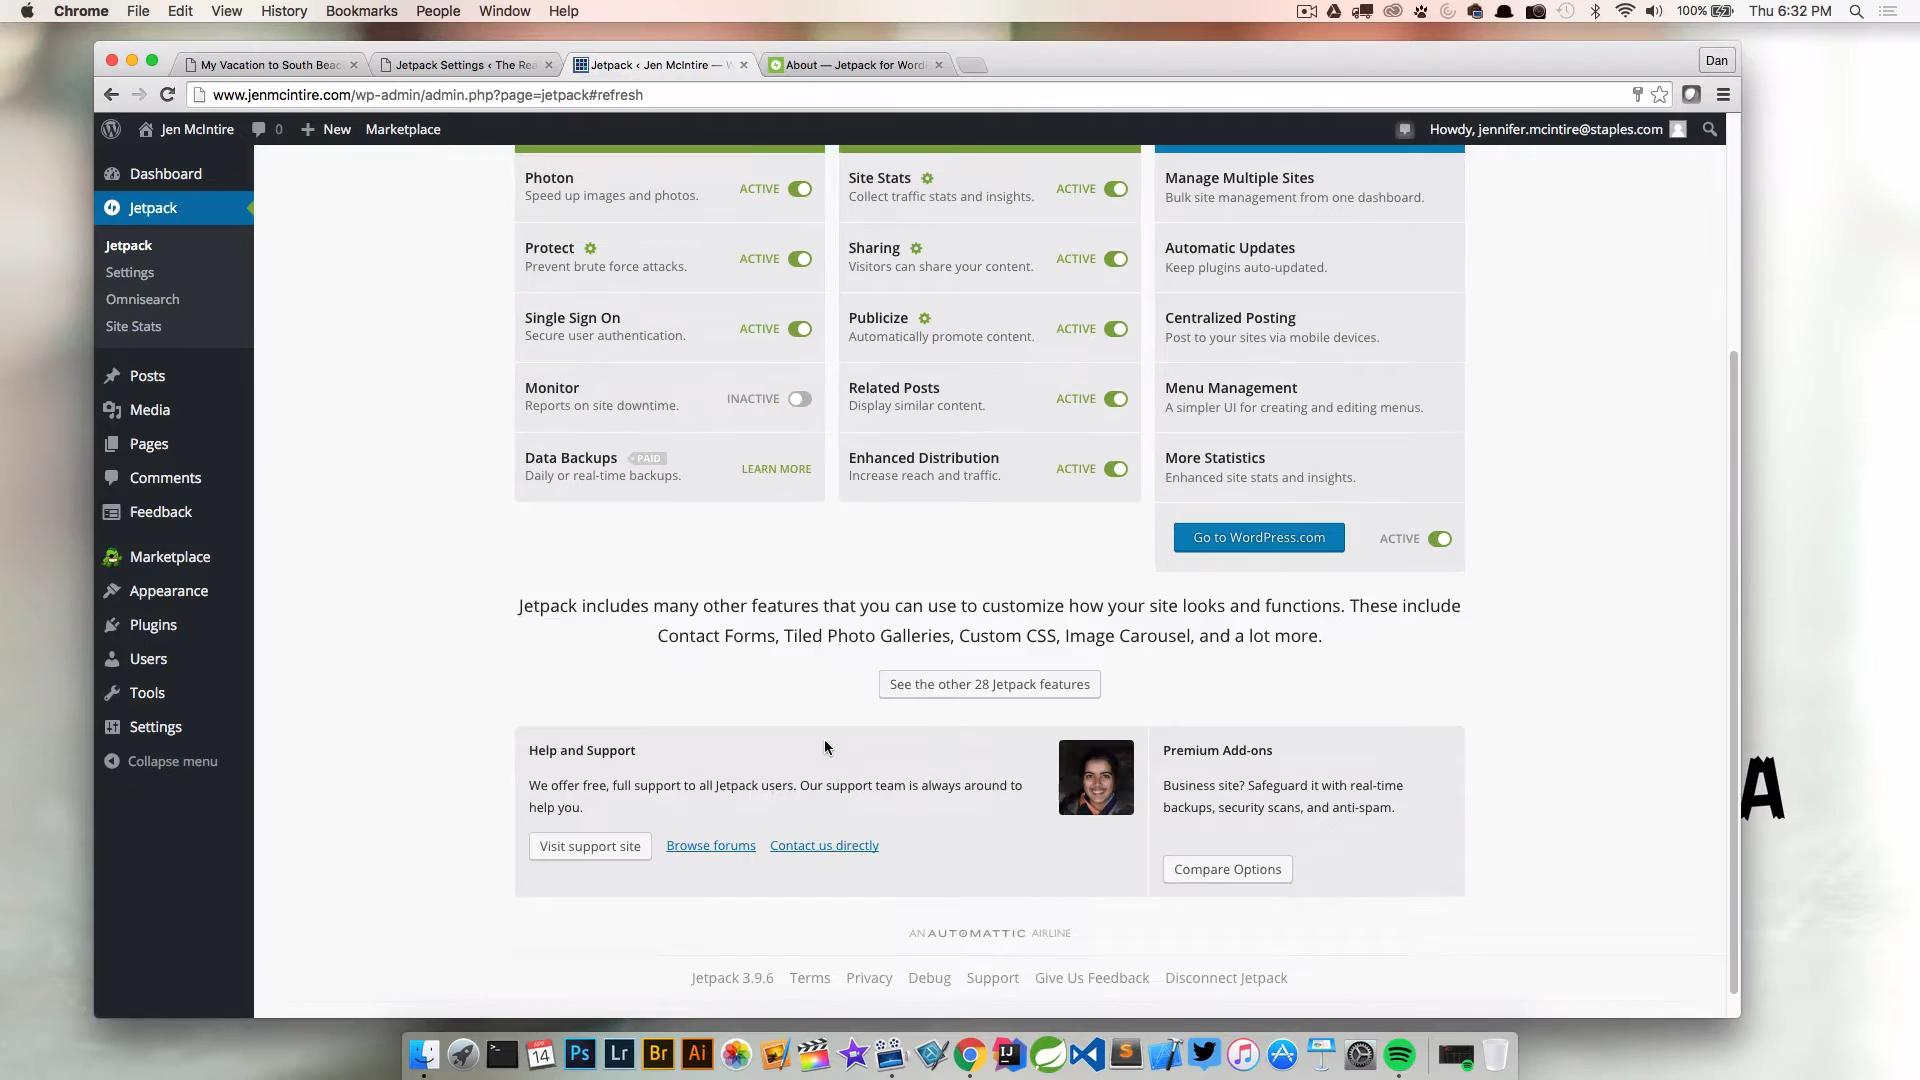 Chrome File Edit View History Bookmarks People Window Help
100% Thu 6:32 PM
My Vacation to South Beac
Jetpack Settings ‹ The Rea
Jetpack ‹ Jen McIntire — W
About — Jetpack for Word
Dan
www.jenmcintire.com/wp-admin/admin.php?page=jetpack#refresh
Jen McIntire 0 New Marketplace
Howdy, jennifer.mcintire@staples.com
Dashboard
Jetpack
Jetpack
Settings
Omnisearch
Site Stats
Posts
Media
Pages
Comments
Feedback
Marketplace
Appearance
Plugins
Users
Tools
Settings
Collapse menu
Photon
Speed up images and photos.
ACTIVE
Protect
Prevent brute force attacks.
ACTIVE
Single Sign On
Secure user authentication.
ACTIVE
Monitor
Reports on site downtime.
INACTIVE
Data Backups PAID
Daily or real-time backups.
LEARN MORE
Site Stats
Collect traffic stats and insights.
ACTIVE
Sharing
Visitors can share your content.
ACTIVE
Publicize
Automatically promote content.
ACTIVE
Related Posts
Display similar content.
ACTIVE
Enhanced Distribution
Increase reach and traffic.
ACTIVE
Manage Multiple Sites
Bulk site management from one dashboard.
Automatic Updates
Keep plugins auto-updated.
Centralized Posting
Post to your sites via mobile devices.
Menu Management
A simpler UI for creating and editing menus.
More Statistics
Enhanced site stats and insights.
Go to WordPress.com
ACTIVE
Jetpack includes many other features that you can use to customize how your site looks and functions. These include
Contact Forms, Tiled Photo Galleries, Custom CSS, Image Carousel, and a lot more.
See the other 28 Jetpack features
Help and Support
We offer free, full support to all Jetpack users. Our support team is always around to
help you.
Visit support site Browse forums Contact us directly
Premium Add-ons
Business site? Safeguard it with real-time
backups, security scans, and anti-spam.
Compare Options
AN AUTOMATTIC AIRLINE
Jetpack 3.9.6 Terms Privacy Debug Support Give Us Feedback Disconnect Jetpack
A
APR 14 Ps Lr Br Ai IJ S